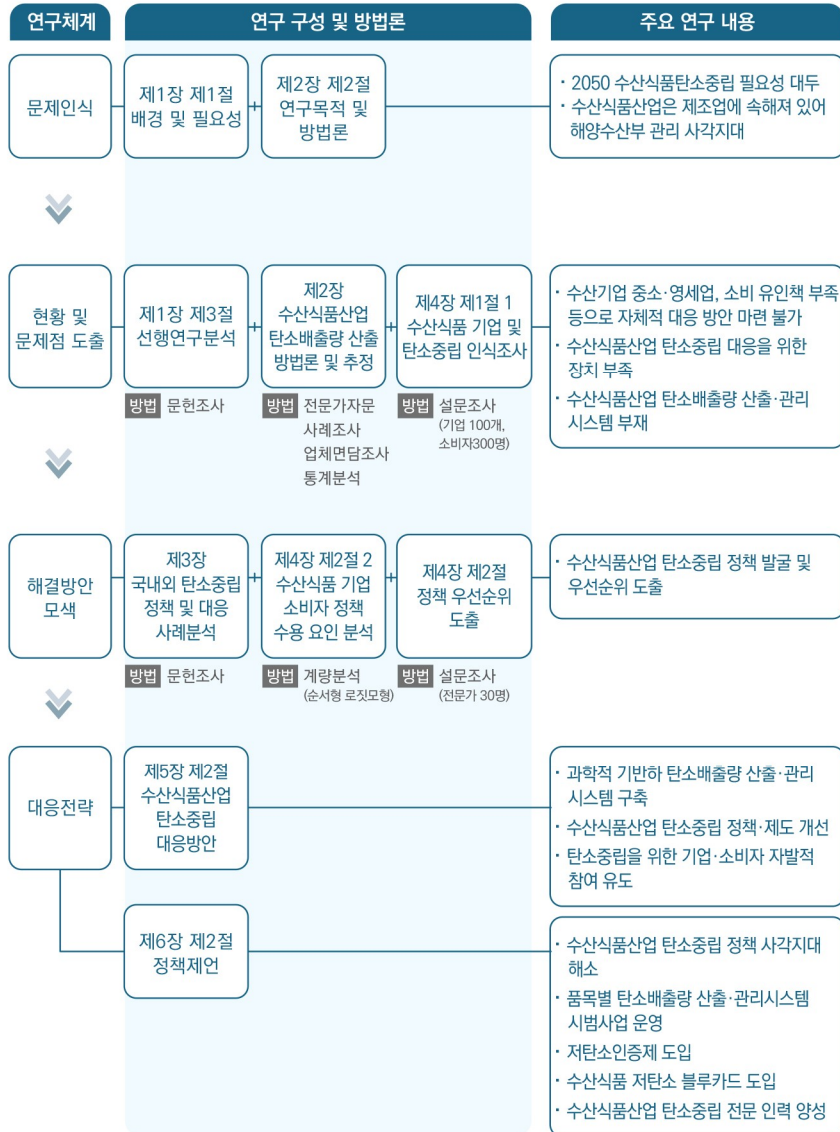 연구체계
연구 구성 및 방법론
주요 연구 내용
문제인식
제1장 제1절
배경 및 필요성
+
제2장 제2절
연구목적 및
방법론
· 2050 수산식품탄소중립 필요성 대두
· 수산식품산업은 제조업에 속해져 있어
해양수산부 관리 사각지대
현황 및
문제점 도출
제1장 제3절
선행연구분석
+
제2장
수산식품산업
탄소배출량 산출
방법론 및 추정
+
제4장 제1절 1
수산식품 기업 및
탄소중립 인식조사
방법 문헌조사
방법 전문가자문
사례조사
업체면담조사
통계분석
방법 설문조사
(기업 100개,
소비자300명)
· 수산기업 중소·영세업, 소비 유인책 부족
등으로 자체적 대응 방안 마련 불가
· 수산식품산업 탄소중립 대응을 위한
장치 부족
· 수산식품산업 탄소배출량 산출·관리
시스템 부재
해결방안
모색
제3장
국내외 탄소중립
정책 및 대응
사례분석
+
제4장 제2절 2
수산식품 기업
소비자 정책
수용 요인 분석
+
제4장 제2절
정책 우선순위
도출
방법 문헌조사
방법 계량분석
(순서형 로짓모형)
방법 설문조사
(전문가 30명)
· 수산식품산업 탄소중립 정책 발굴 및
우선순위 도출
대응전략
제5장 제2절
수산식품산업
탄소중립
대응방안
· 과학적 기반하 탄소배출량 산출·관리
시스템 구축
· 수산식품산업 탄소중립 정책·제도 개선
· 탄소중립을 위한 기업·소비자 자발적
참여 유도
제6장 제2절
정책제언
· 수산식품산업 탄소중립 정책 사각지대
해소
· 품목별 탄소배출량 산출·관리시스템
시범사업 운영
· 저탄소인증제 도입
· 수산식품 저탄소 블루카드 도입
· 수산식품산업 탄소중립 전문 인력 양성